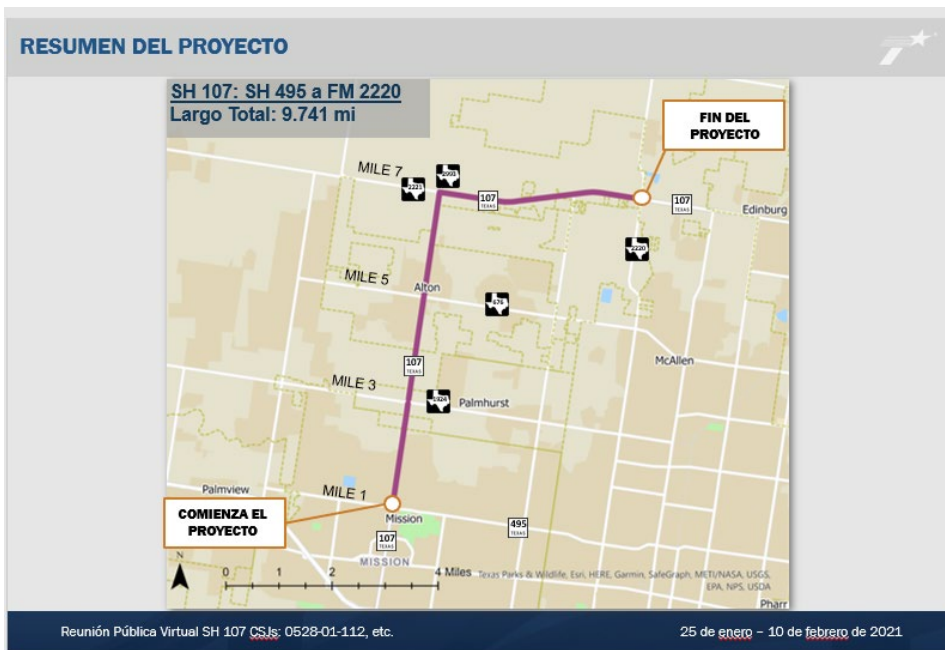 RESUMEN DEL PROYECTO
SH 107: SH 495 a FM 2220
Largo Total: 9.741 mi
FIN DEL
PROYECTO
MILE 7
2221
2993
107
TEXAS
107
TEXAS
Edinburg
2220
MILE 5
Alton
676
107
TEXAS
McAllen
MILE 3
1924
Palmhurst
Palmview
MILE 1
COMIENZA EL
PROYECTO
Mission
107
TEXAS
495
TEXAS
MISSION
N
0 1 2 4 Miles
Texas Parks & Wildlife, Esri, HERE, Garmin, SafeGraph, METI/NASA, USGS,
EPA, NPS, USDA
Pharr
Reunión Pública Virtual SH 107 CSJs: 0528-01-112, etc.
25 de enero – 10 de febrero de 2021